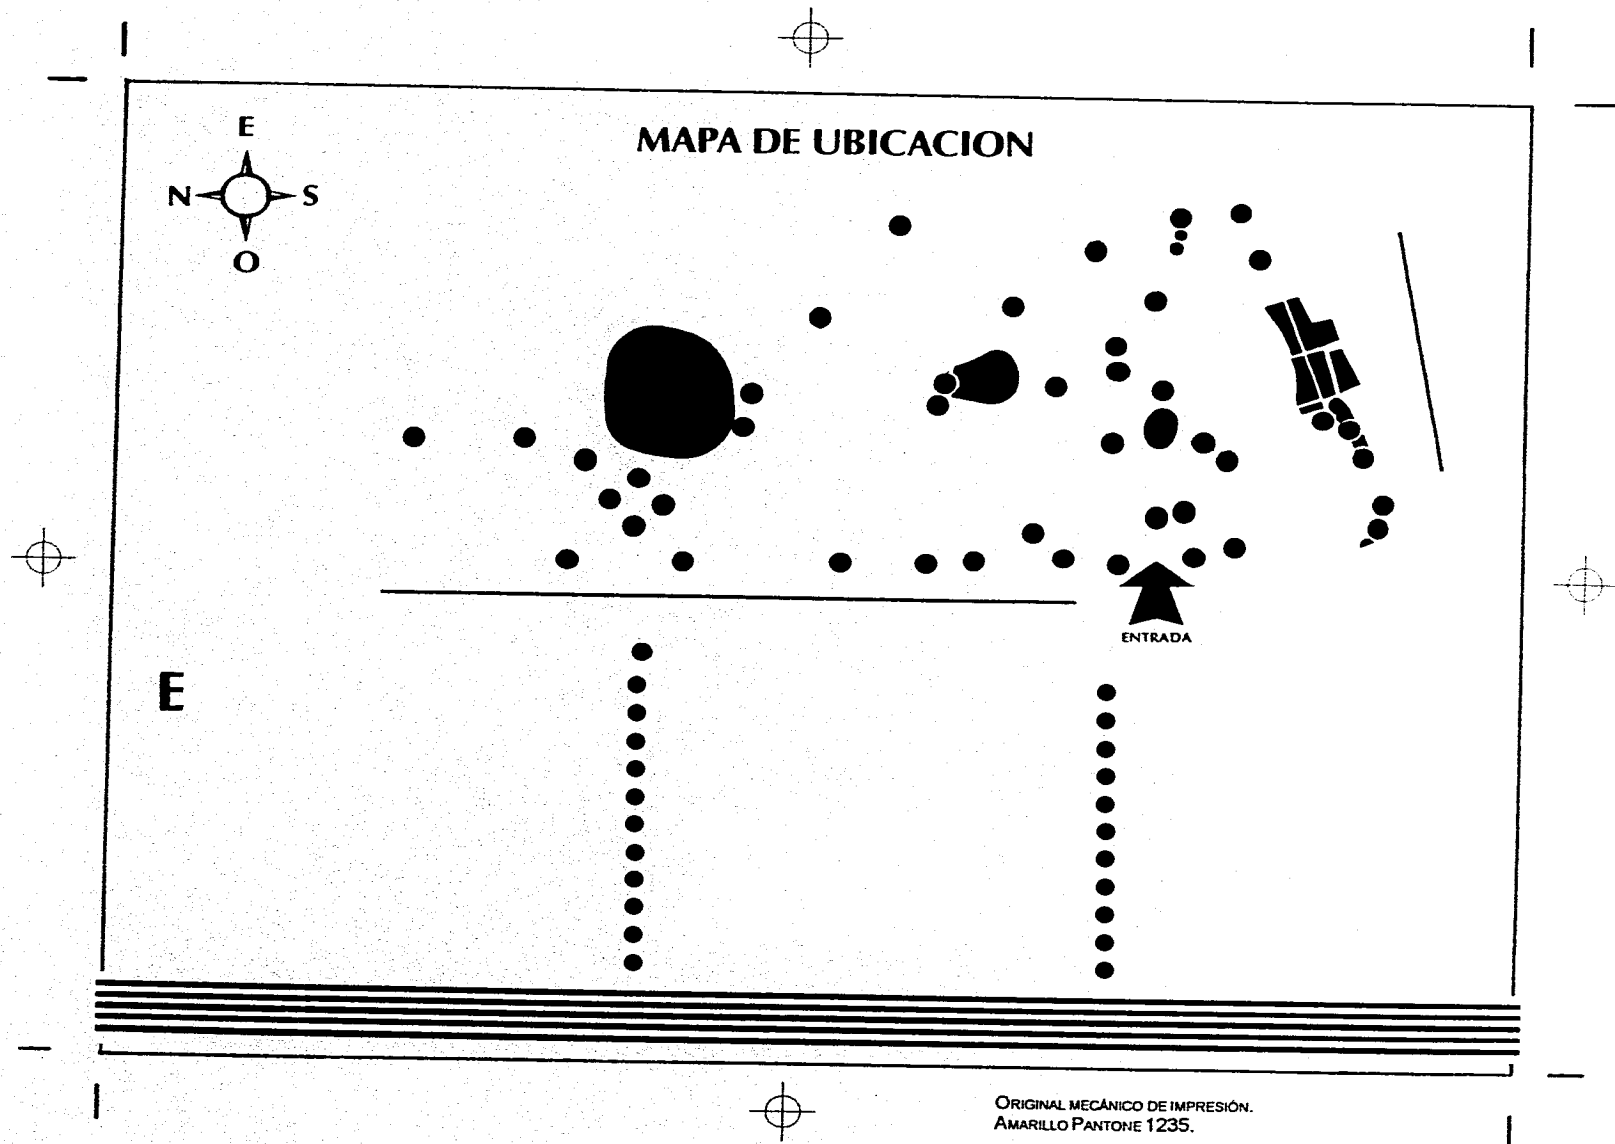 MAPA DE UBICACION
E
N S
O
ENTRADA
E
ORIGINAL MECÁNICO DE IMPRESIÓN.
AMARILLO PANTONE 1235.